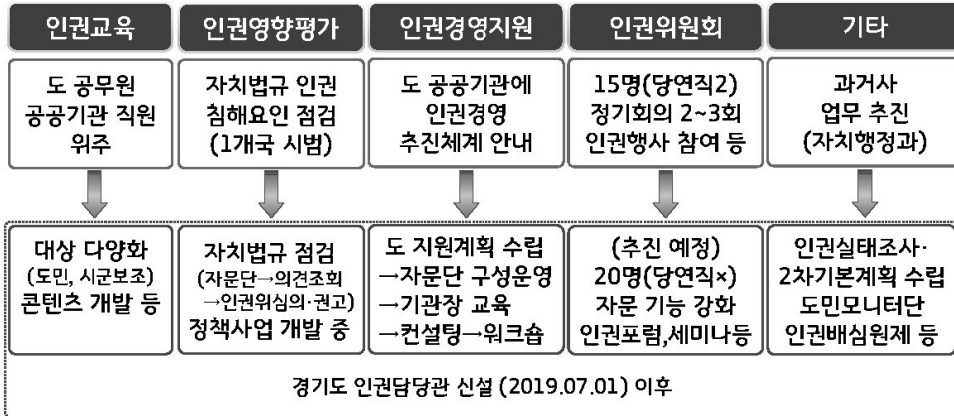 인권교육
인권영향평가
인권경영지원
인권위원회
기타
도 공무원
공공기관 직원
위주
자치법규 인권
침해요인 점검
(1개국 시범)
도 공공기관에
인권경영
추진체계 안내
15명(당연직2)
정기회의 2~3회
인권행사 참여 등
과거사
업무 추진
(자치행정과)
대상 다양화
(도민, 시군보조)
콘텐츠 개발 등
자치법규 점검
(자문단→의견조회
→인권위심의·권고)
정책사업 개발 중
도 지원계획 수립
→자문단 구성운영
→기관장 교육
→컨설팅→워크숍
(추진 예정)
20명(당연직×)
자문 기능 강화
인권포럼,세미나등
인권실태조사·
2차기본계획 수립
도민모니터단
인권배심원제 등
경기도 인권담당관 신설 (2019.07.01) 이후